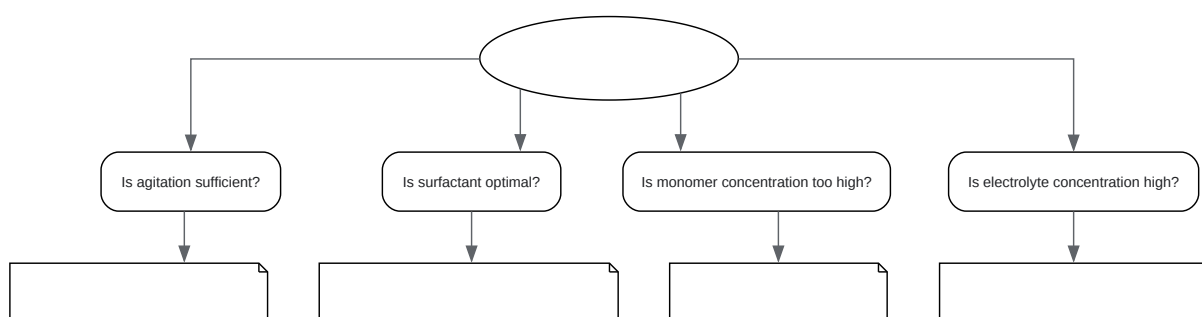 Is agitation sufficient?
Is surfactant optimal?
Is monomer concentration too high?
Is electrolyte concentration high?